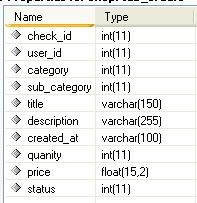 Name Type
check_id int(11)
user_id int(11)
category int(11)
sub_category int(11)
title varchar(150)
description varchar(255)
created_at varchar(100)
quanity int(11)
price float(15,2)
status int(11)